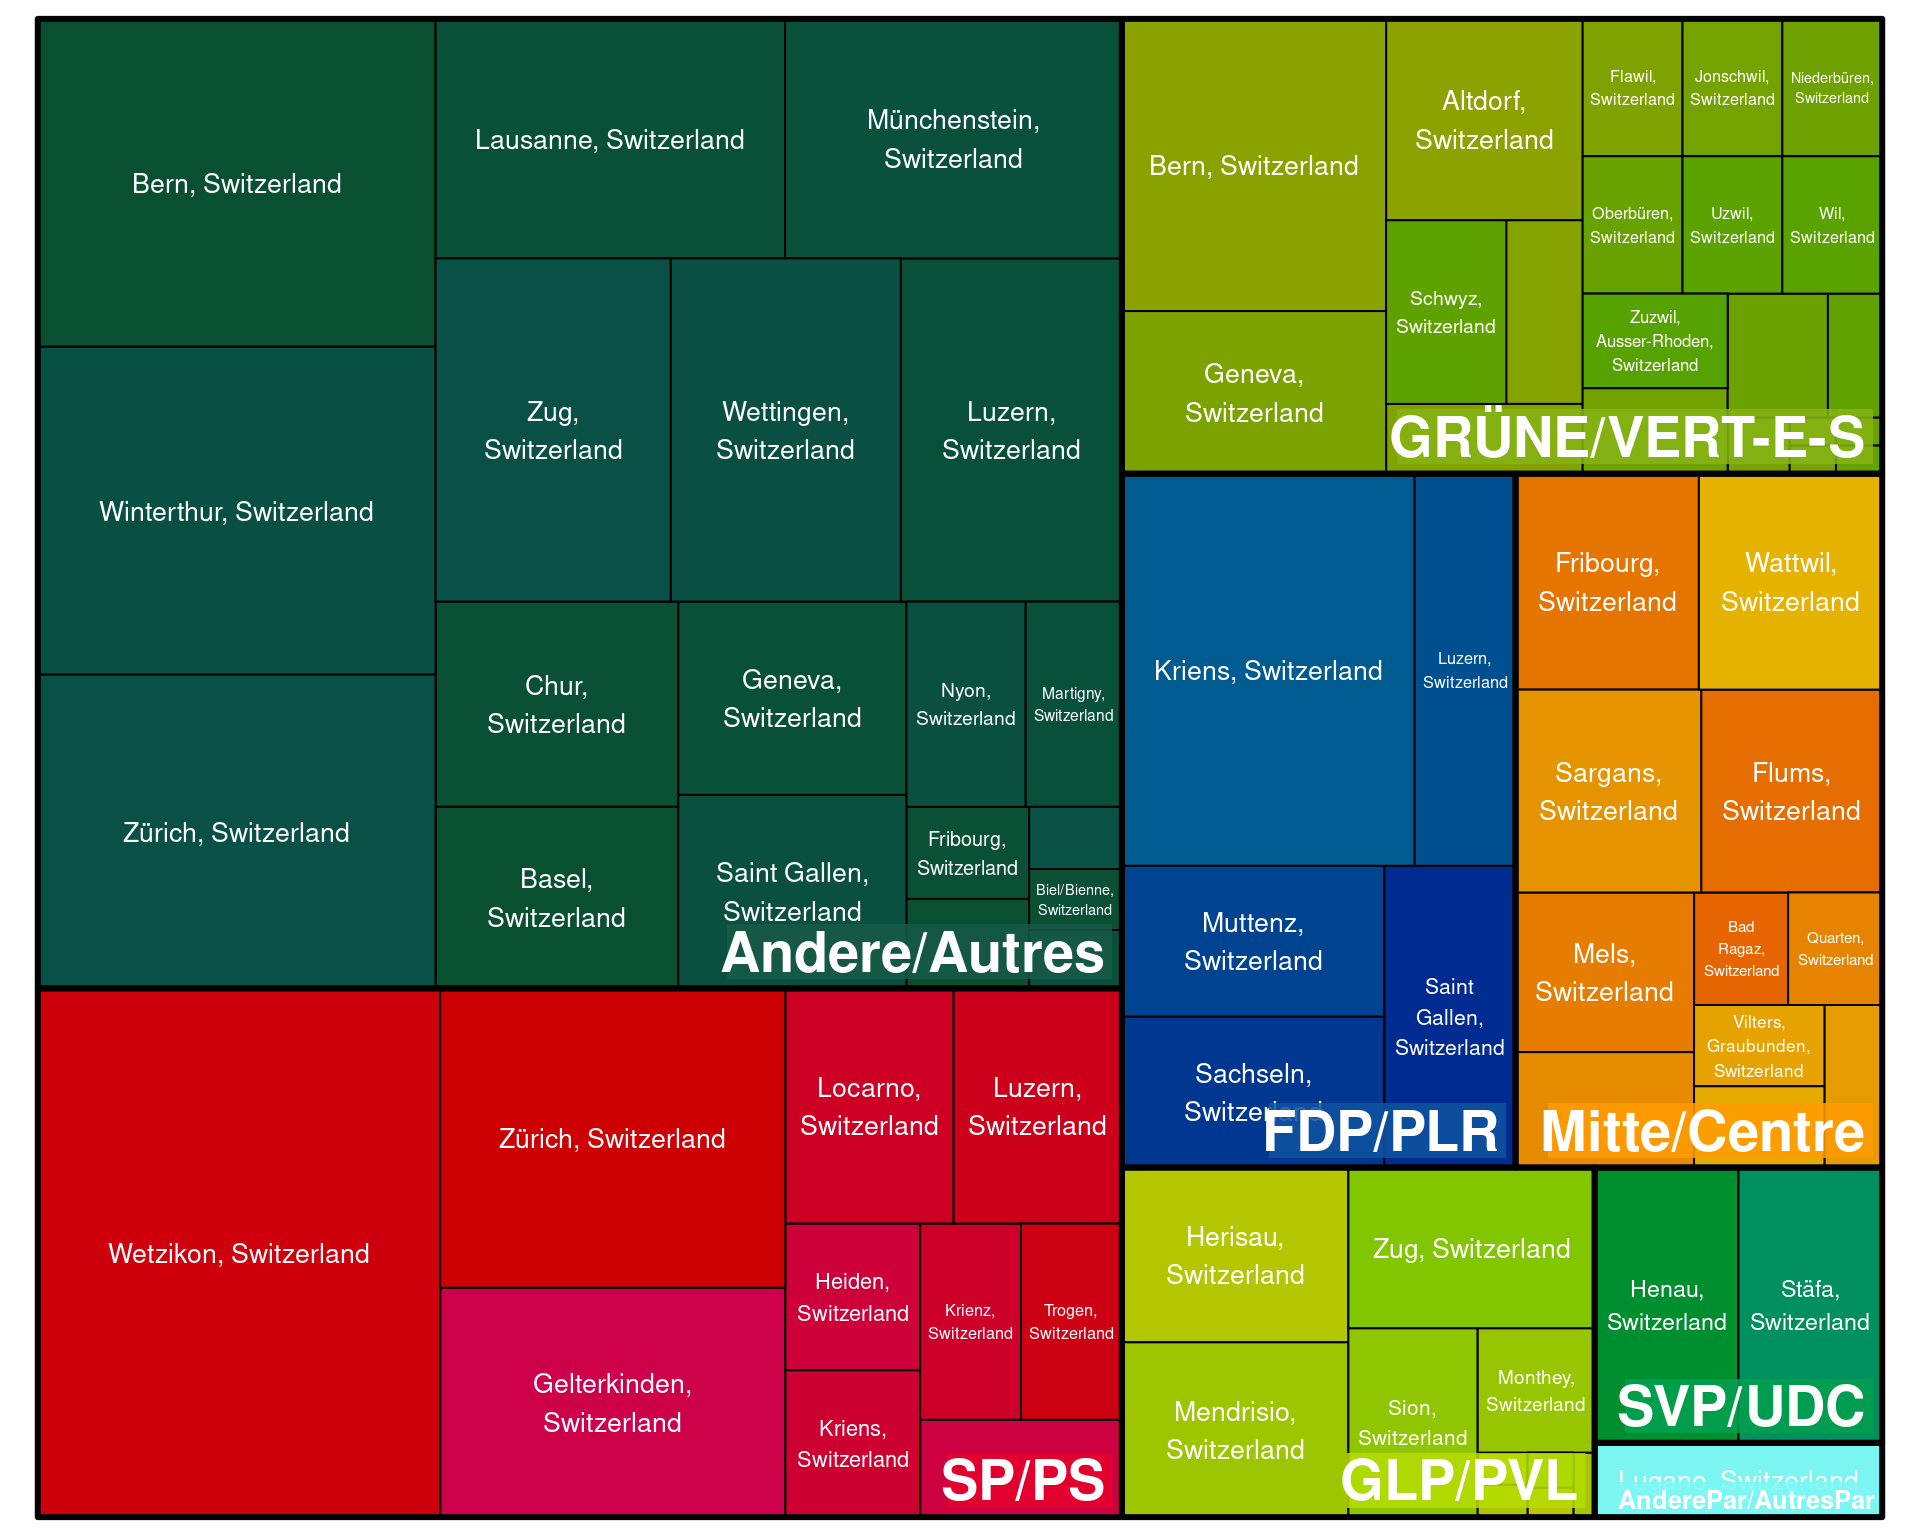 Bern, Switzerland
Lausanne, Switzerland
Münchenstein,
Switzerland
Winterthur, Switzerland
Zug,
Switzerland
Wettingen,
Switzerland
Luzern,
Switzerland
Zürich, Switzerland
Chur,
Switzerland
Geneva,
Switzerland
Nyon,
Switzerland
Martigny,
Switzerland
Basel,
Switzerland
Saint Gallen,
Switzerland
Fribourg,
Switzerland
Biel/Bienne,
Switzerland
Andere/Autres
Wetzikon, Switzerland
Zürich, Switzerland
Gelterkinden,
Switzerland
Locarno,
Switzerland
Luzern,
Switzerland
Heiden,
Switzerland
Krienz,
Switzerland
Trogen,
Switzerland
Kriens,
Switzerland
SP/PS
Bern, Switzerland
Geneva,
Switzerland
Altdorf,
Switzerland
Schwyz,
Switzerland
Flawil,
Switzerland
Jonschwil,
Switzerland
Niederbüren,
Switzerland
Oberbüren,
Switzerland
Uzwil,
Switzerland
Wil,
Switzerland
Zuzwil,
Ausser-Rhoden,
Switzerland
GRÜNE/VERT-E-S
Kriens, Switzerland
Luzern,
Switzerland
Muttenz,
Switzerland
Sachseln,
Switzerland
Saint
Gallen,
Switzerland
FDP/PLR
Fribourg,
Switzerland
Wattwil,
Switzerland
Sargans,
Switzerland
Flums,
Switzerland
Mels,
Switzerland
Bad
Ragaz,
Switzerland
Quarten,
Switzerland
Vilters,
Graubunden,
Switzerland
Mitte/Centre
Herisau,
Switzerland
Zug, Switzerland
Mendrisio,
Switzerland
Sion,
Switzerland
Monthey,
Switzerland
GLP/PVL
Henau,
Switzerland
Stäfa,
Switzerland
SVP/UDC
Lugano, Switzerland
AnderePar/AutresPar